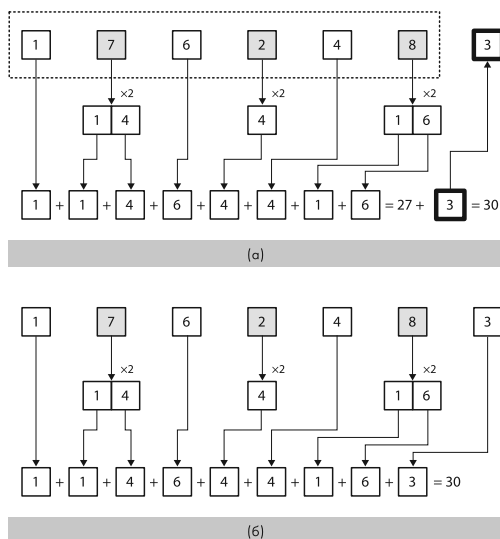 1 7 6 2 4 8 3
×2 ×2 ×2
1 4 4 1 6
1 + 1 + 4 + 6 + 4 + 4 + 1 + 6 = 27 + 3 = 30
(а)
1 7 6 2 4 8 3
×2 ×2 ×2
1 4 4 1 6
1 + 1 + 4 + 6 + 4 + 4 + 1 + 6 + 3 = 30
(б)